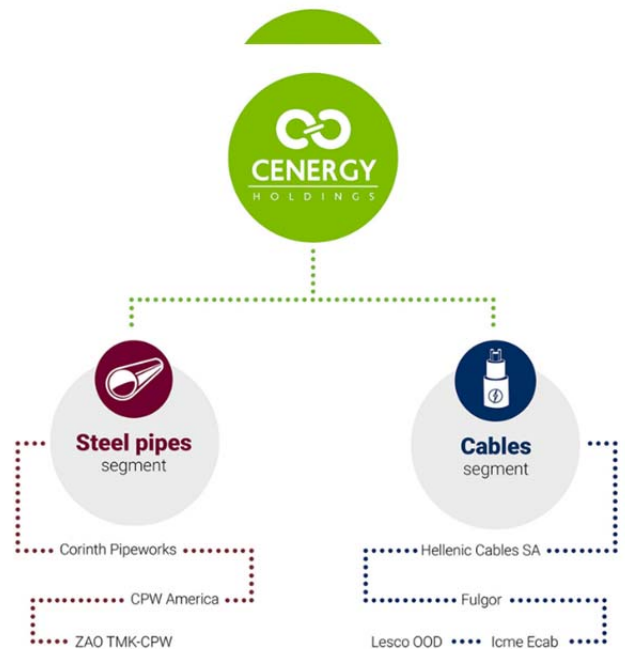 CENERGY
HOLDINGS
Steel pipes
segment
Corinth Pipeworks
CPW America
ZAO TMK-CPW
Cables
segment
Hellenic Cables SA
Fulgor
Lesco OOD Icme Ecab